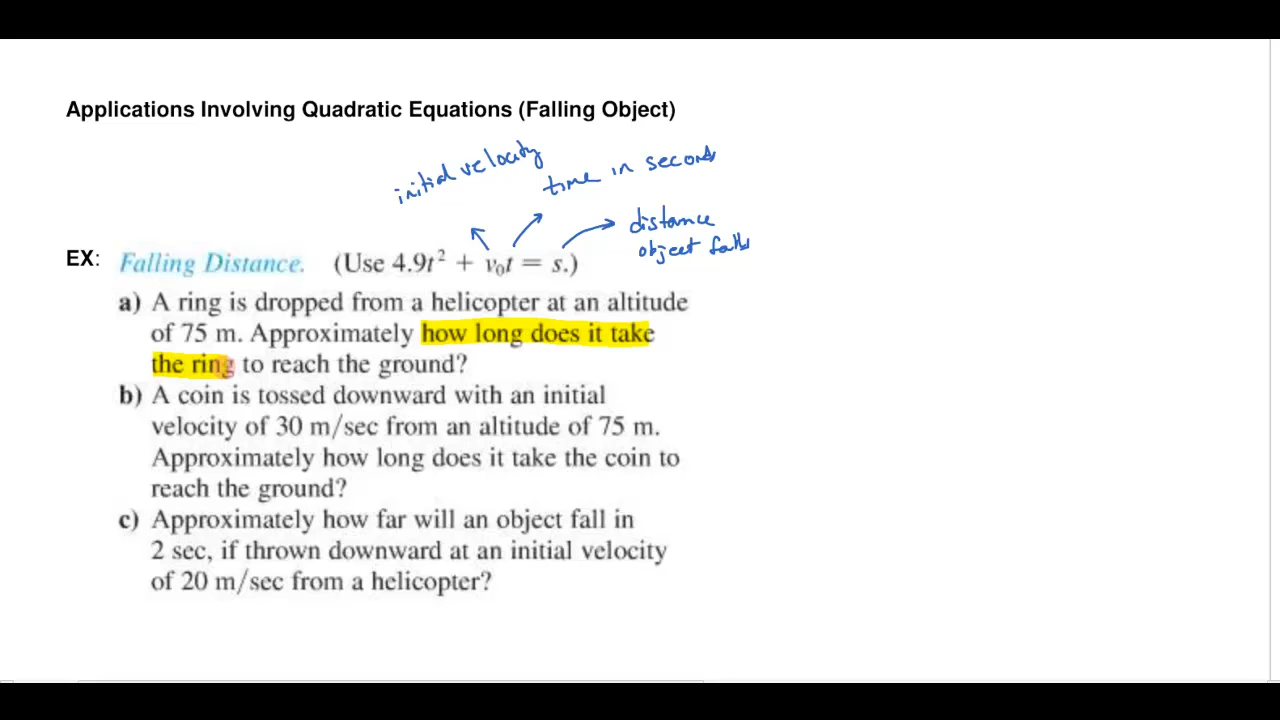 Applications Involving Quadratic Equations (Falling Object)
initial velocity
time in seconds
distance
object falls
EX: Falling Distance. (Use 4.9t² + v₀t = s.)
a) A ring is dropped from a helicopter at an altitude
of 75 m. Approximately how long does it take
the ring to reach the ground?
b) A coin is tossed downward with an initial
velocity of 30 m/sec from an altitude of 75 m.
Approximately how long does it take the coin to
reach the ground?
c) Approximately how far will an object fall in
2 sec, if thrown downward at an initial velocity
of 20 m/sec from a helicopter?